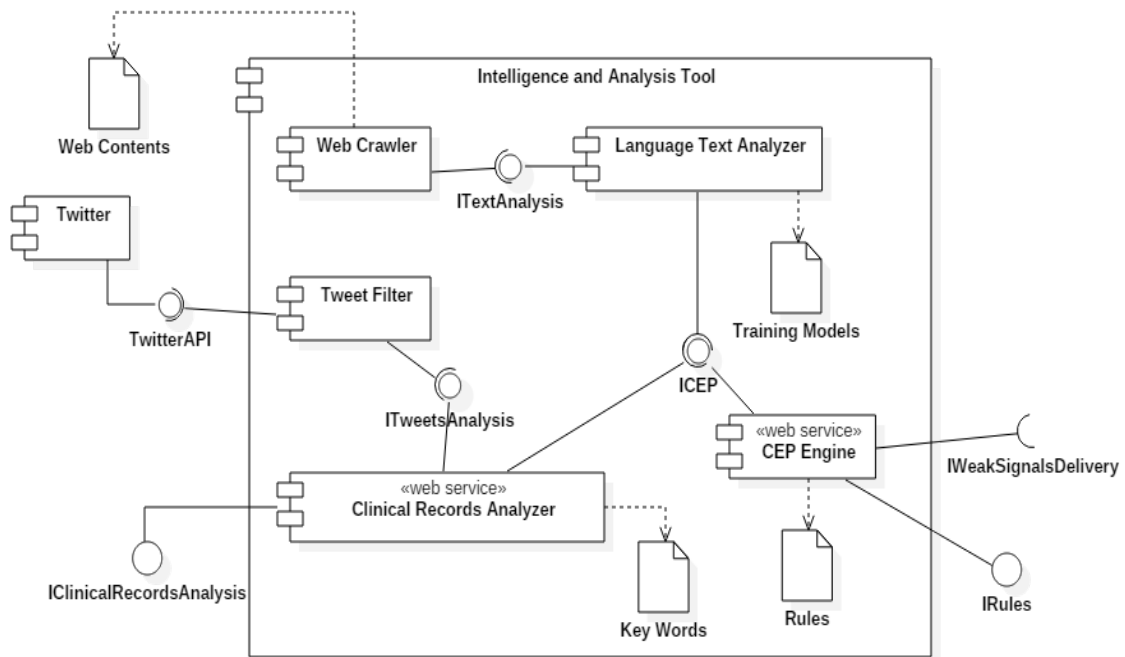 Intelligence and Analysis Tool
Web Contents
Web Crawler
Language Text Analyzer
ITextAnalysis
Twitter
Tweet Filter
Training Models
TwitterAPI
ICEP
ITweetsAnalysis
«web service»
CEP Engine
IWeakSignalsDelivery
«web service»
Clinical Records Analyzer
IClinicalRecordsAnalysis
Key Words
Rules
IRules